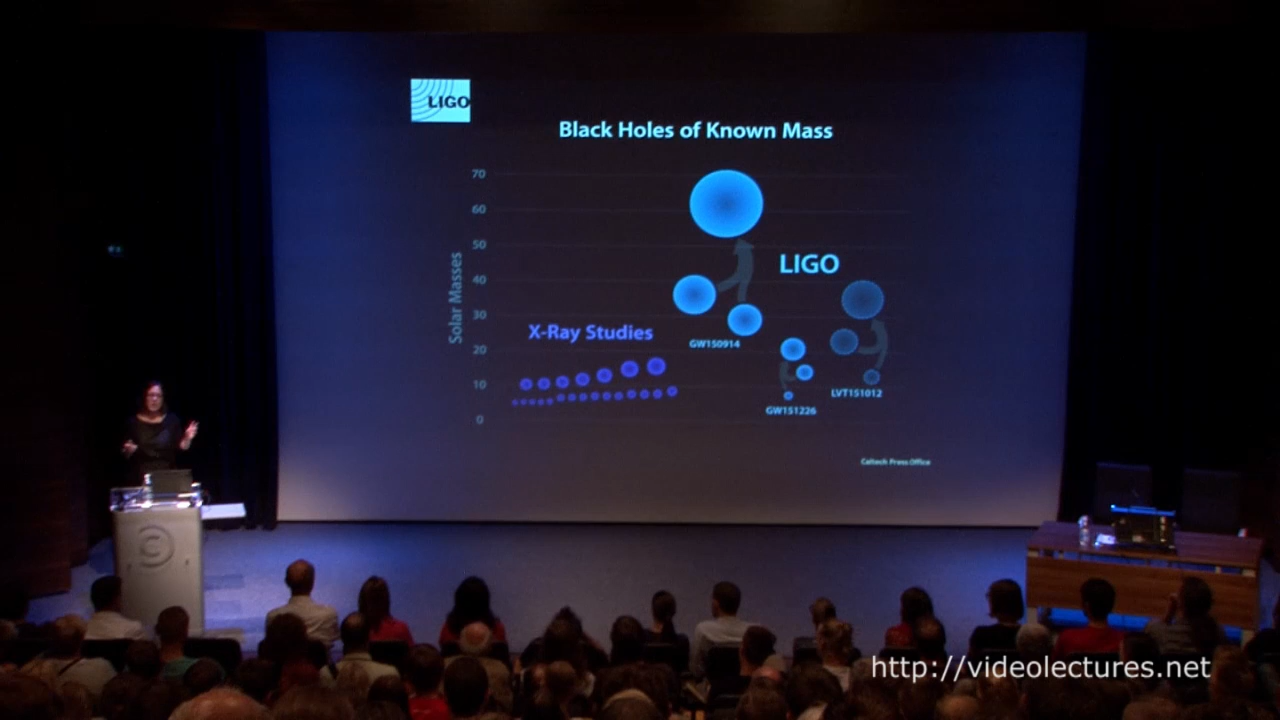 LIGO
Black Holes of Known Mass
70
60
50
40
30
20
10
0
Solar Masses
X-Ray Studies
LIGO
GW150914
GW151226
LVT151012
Caltech Press Office
http://videolectures.net